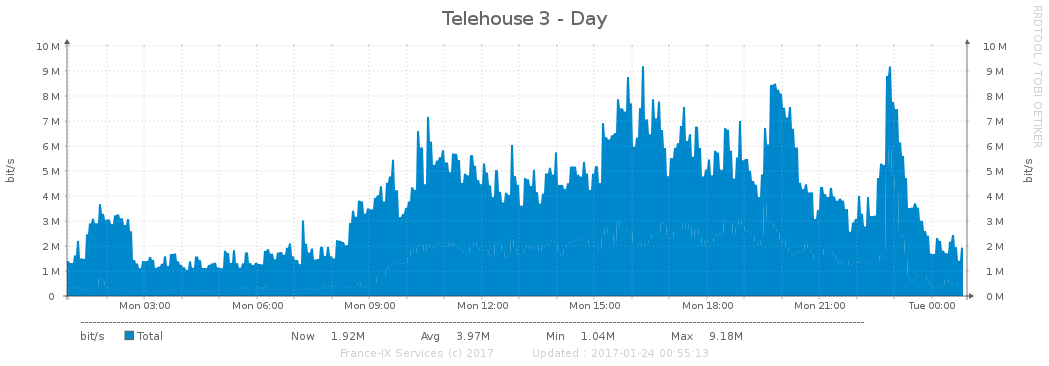 Telehouse 3 - Day
RRDTOOL / TOBI OETIKER
bit/s
bit/s
10 M 10 M
9 M 9 M
8 M 8 M
7 M 7 M
6 M 6 M
5 M 5 M
4 M 4 M
3 M 3 M
2 M 2 M
1 M 1 M
0 0 M
Mon 03:00 Mon 06:00 Mon 09:00 Mon 12:00 Mon 15:00 Mon 18:00 Mon 21:00 Tue 00:00
bit/s Total Now 1.92M Avg 3.97M Min 1.04M Max 9.18M
France-IX Services (c) 2017 Updated : 2017-01-24 00:55:13